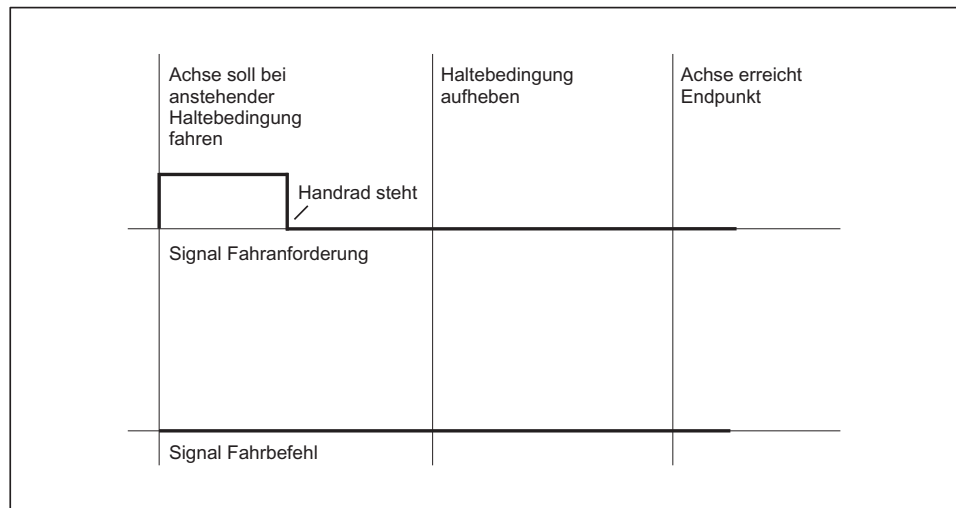 Achse soll bei
anstehender
Haltebedingung
fahren
Haltebedingung
aufheben
Achse erreicht
Endpunkt
Handrad steht
Signal Fahranforderung
Signal Fahrbefehl